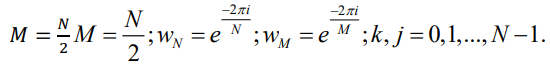 M = N/2 M = N/2; w_N = e^(-2πi/N); w_M = e^(-2πi/M); k, j = 0,1,..., N −1.